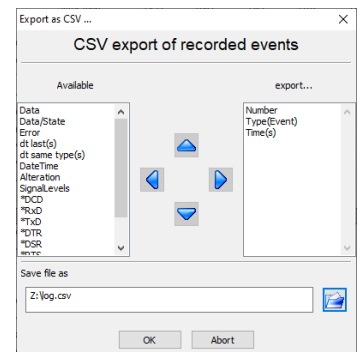 Export as CSV ...
CSV export of recorded events
Available
export...
Data
Data/State
Error
dt last(s)
dt same type(s)
DateTime
Alteration
SignalLevels
*DCD
*RxD
*TxD
*DTR
*DSR
*RTS
Number
Type(Event)
Time(s)
Save file as
Z:\log.csv
OK
Abort